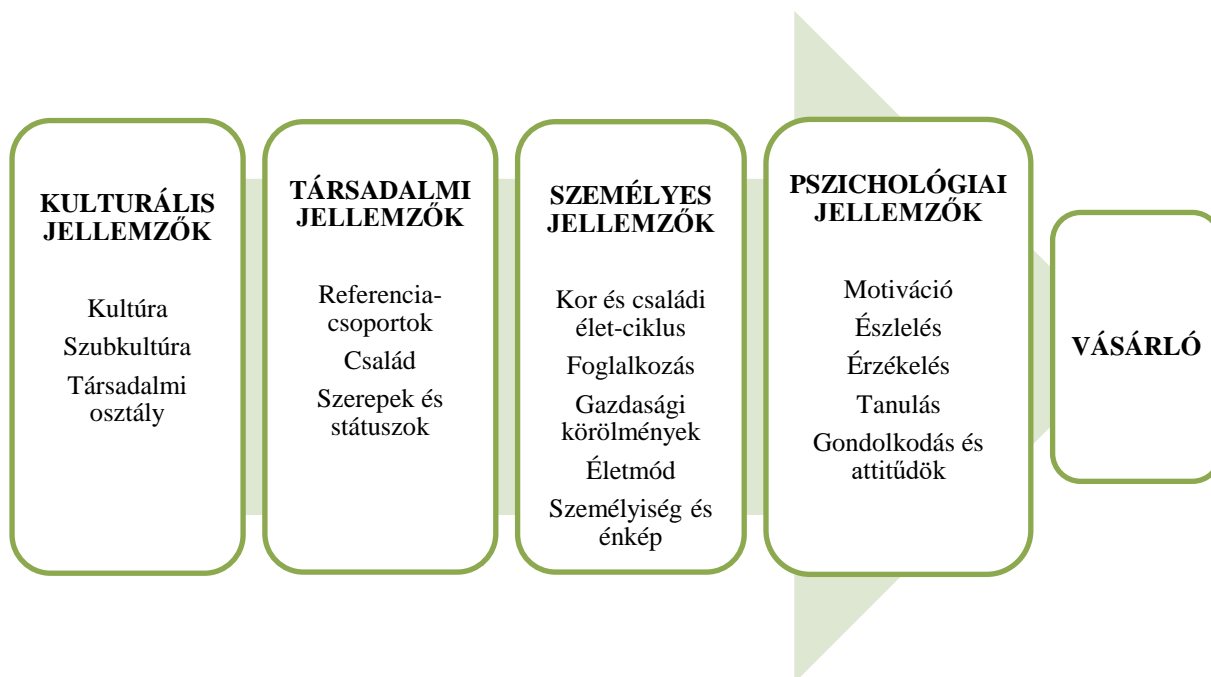 KULTURÁLIS
JELLEMZŐK
Kultúra
Szubkultúra
Társadalmi
osztály
TÁRSADALMI
JELLEMZŐK
Referencia-
csoportok
Család
Szerepek és
státuszok
SZEMÉLYES
JELLEMZŐK
Kor és családi
élet-ciklus
Foglalkozás
Gazdasági
körölmények
Életmód
Személyiség és
énkép
PSZICHOLÓGIAI
JELLEMZŐK
Motiváció
Észlelés
Érzékelés
Tanulás
Gondolkodás és
attitűdök
VÁSÁRLÓ